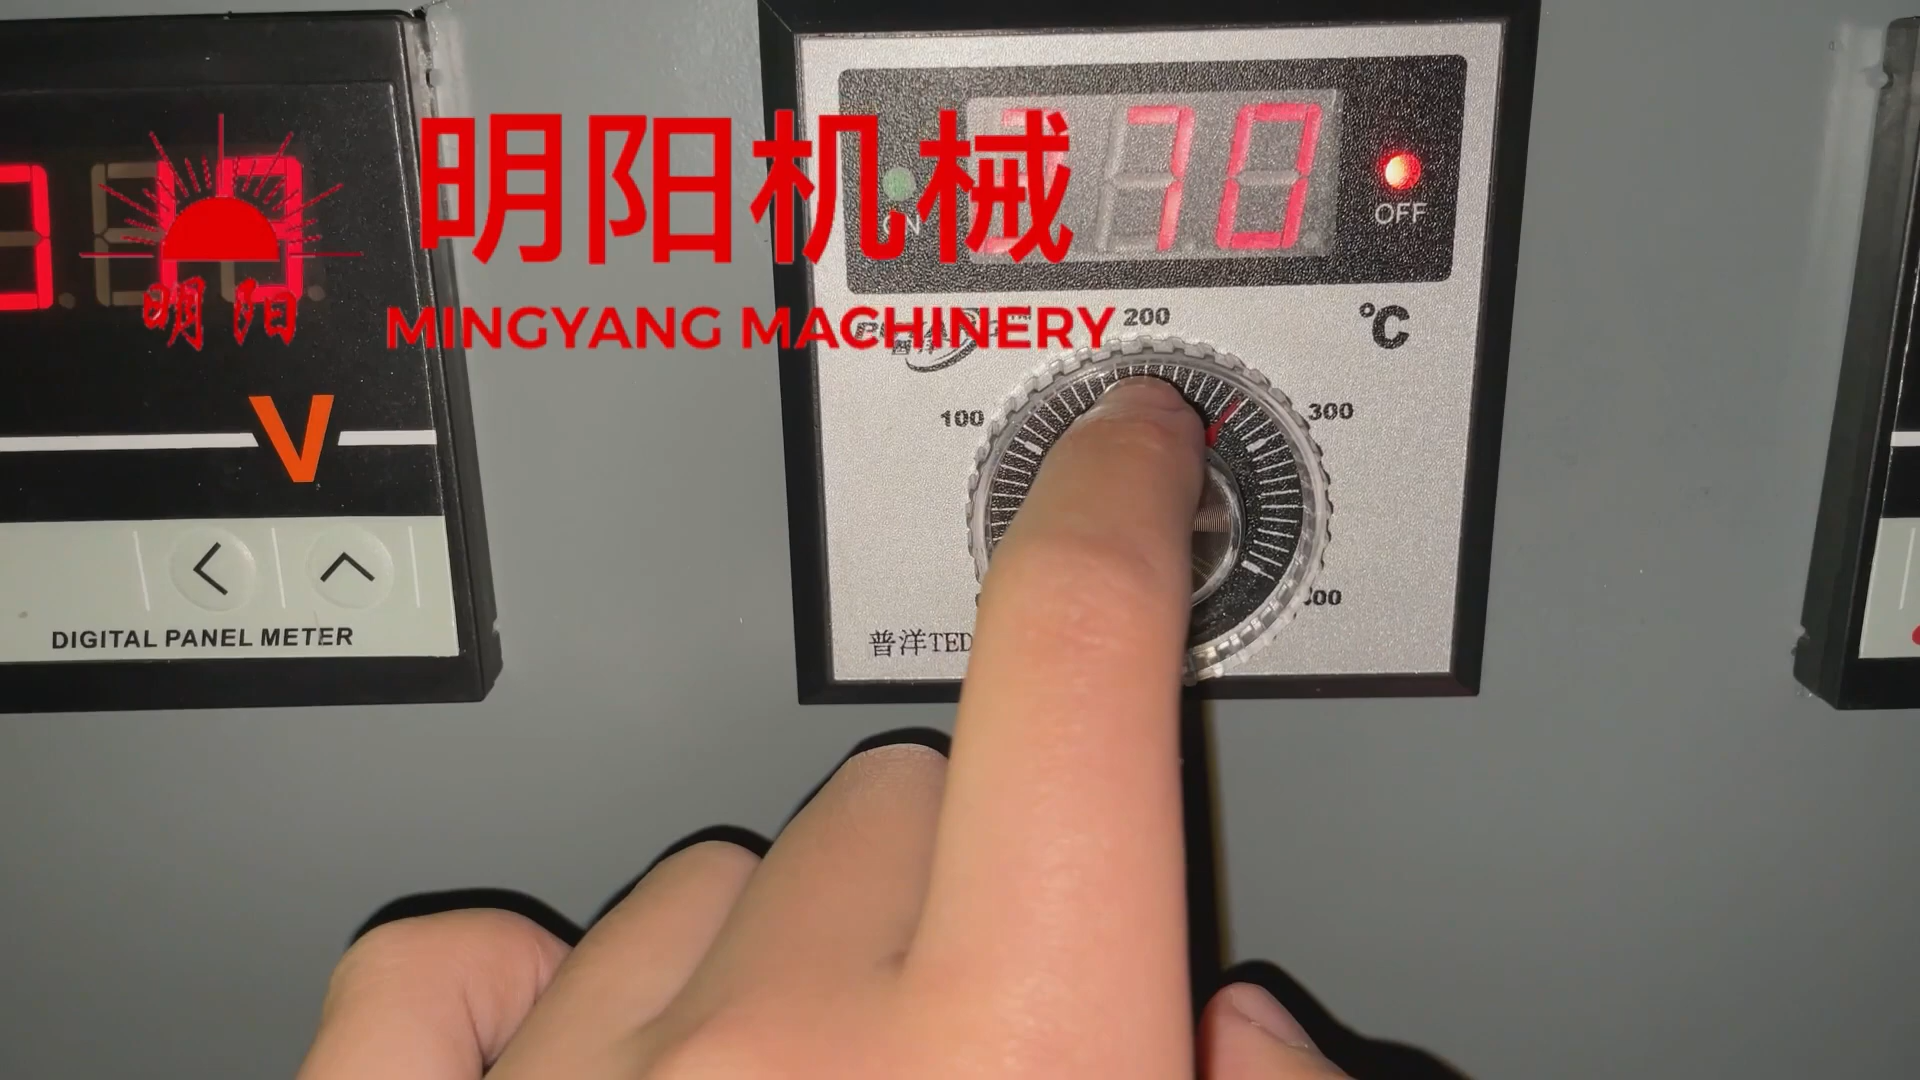 明阳机械
明阳
MINGYANG MACHINERY
70
ON
OFF
℃
100
200
300
V
DIGITAL PANEL METER
普洋TED